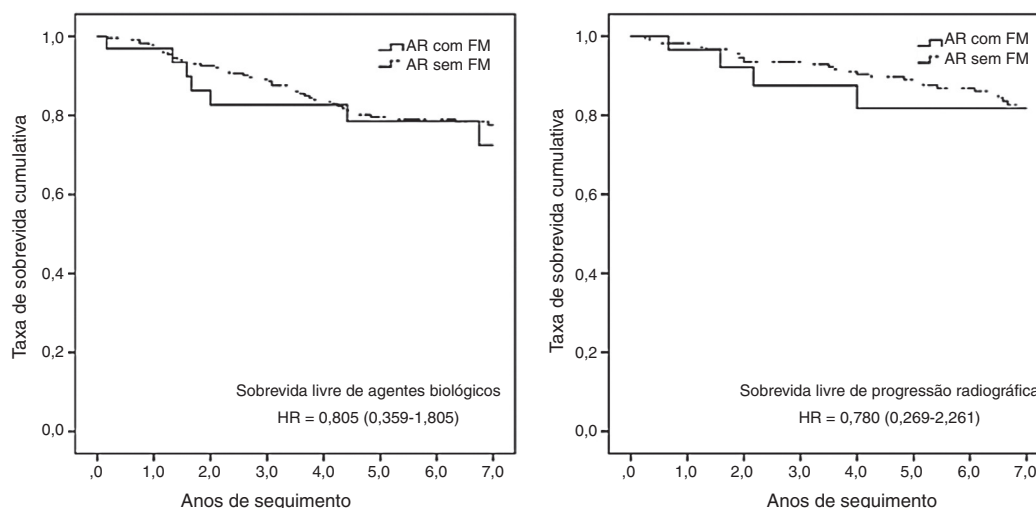 1,0
0,8
0,6
0,4
0,2
0,0
Taxa de sobrevida cumulativa
AR com FM
AR sem FM
Sobrevida livre de agentes biológicos
HR = 0,805 (0,359-1,805)
,0 1,0 2,0 3,0 4,0 5,0 6,0 7,0
Anos de seguimento
1,0
0,8
0,6
0,4
0,2
0,0
Taxa de sobrevida cumulativa
AR com FM
AR sem FM
Sobrevida livre de progressão radiográfica
HR = 0,780 (0,269-2,261)
,0 1,0 2,0 3,0 4,0 5,0 6,0 7,0
Anos de seguimento